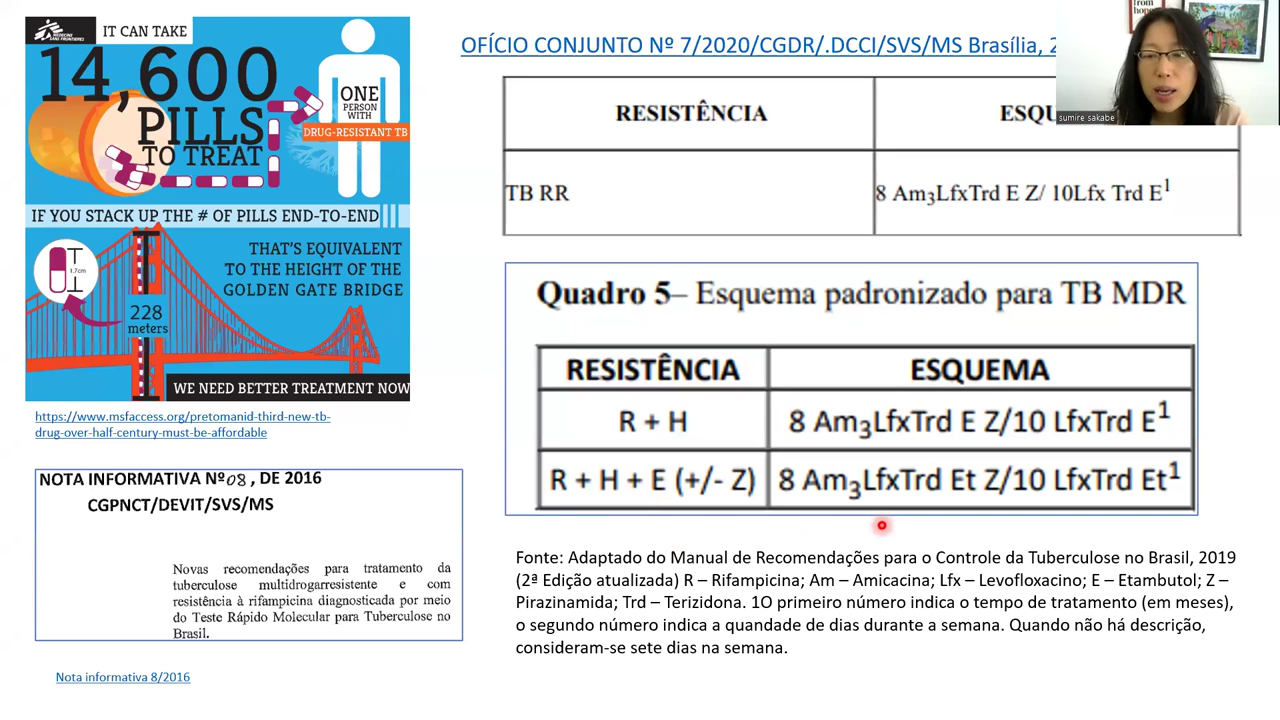 MEDECINS
SANS FRONTIERES
IT CAN TAKE
14,600
PILLS
TO TREAT
ONE
PERSON
WITH
DRUG-RESISTANT TB
IF YOU STACK UP THE # OF PILLS END-TO-END
THAT'S EQUIVALENT
TO THE HEIGHT OF THE
GOLDEN GATE BRIDGE
1.7cm
228
meters
WE NEED BETTER TREATMENT NOW
https://www.msfaccess.org/pretomanid-third-new-tb-
drug-over-half-century-must-be-affordable
NOTA INFORMATIVA Nº 08, DE 2016
CGPNCT/DEVIT/SVS/MS
Novas recomendações para tratamento da
tuberculose multidrogarresistente e com
resistência à rifampicina diagnosticada por meio
do Teste Rápido Molecular para Tuberculose no
Brasil.
Nota informativa 8/2016
OFÍCIO CONJUNTO Nº 7/2020/CGDR/.DCCI/SVS/MS Brasília, 2
RESISTÊNCIA ESQU
TB RR 8 Am3LfxTrd E Z/ 10Lfx Trd E¹
Quadro 5– Esquema padronizado para TB MDR
RESISTÊNCIA ESQUEMA
R + H 8 Am3LfxTrd E Z/10 LfxTrd E¹
R + H + E (+/- Z) 8 Am3LfxTrd Et Z/10 LfxTrd Et¹
Fonte: Adaptado do Manual de Recomendações para o Controle da Tuberculose no Brasil, 2019
(2ª Edição atualizada) R – Rifampicina; Am – Amicacina; Lfx – Levofloxacino; E – Etambutol; Z –
Pirazinamida; Trd – Terizidona. 1O primeiro número indica o tempo de tratamento (em meses),
o segundo número indica a quandade de dias durante a semana. Quando não há descrição,
consideram-se sete dias na semana.
from
hope
sumire sakabe